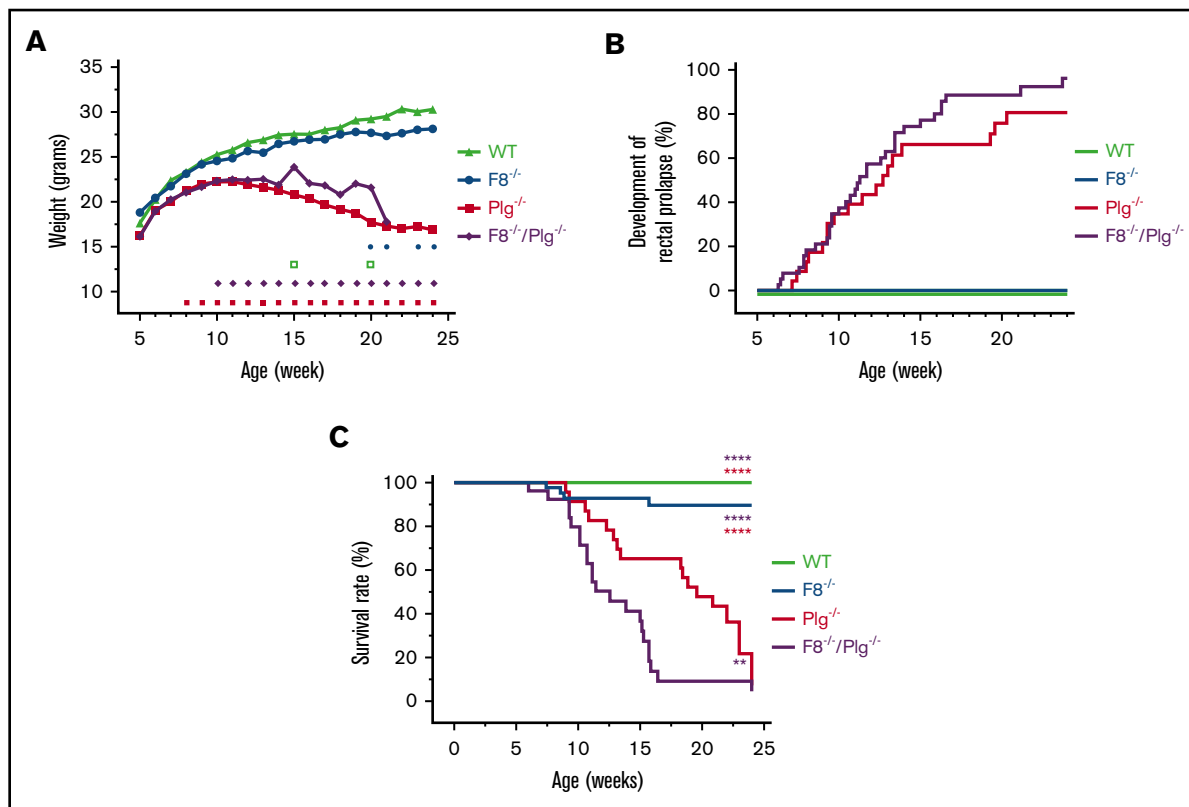 A
35
30
25
20
15
10
5 10 15 20 25
Weight (grams)
Age (week)
WT
F8-/-
Plg-/-
F8-/-/Plg-/-
B
100
80
60
40
20
0
5 10 15 20
Development of
rectal prolapse (%)
Age (week)
WT
F8-/-
Plg-/-
F8-/-/Plg-/-
C
100
80
60
40
20
0
0 5 10 15 20 25
Survival rate (%)
Age (weeks)
****
****
****
****
**
WT
F8-/-
Plg-/-
F8-/-/Plg-/-